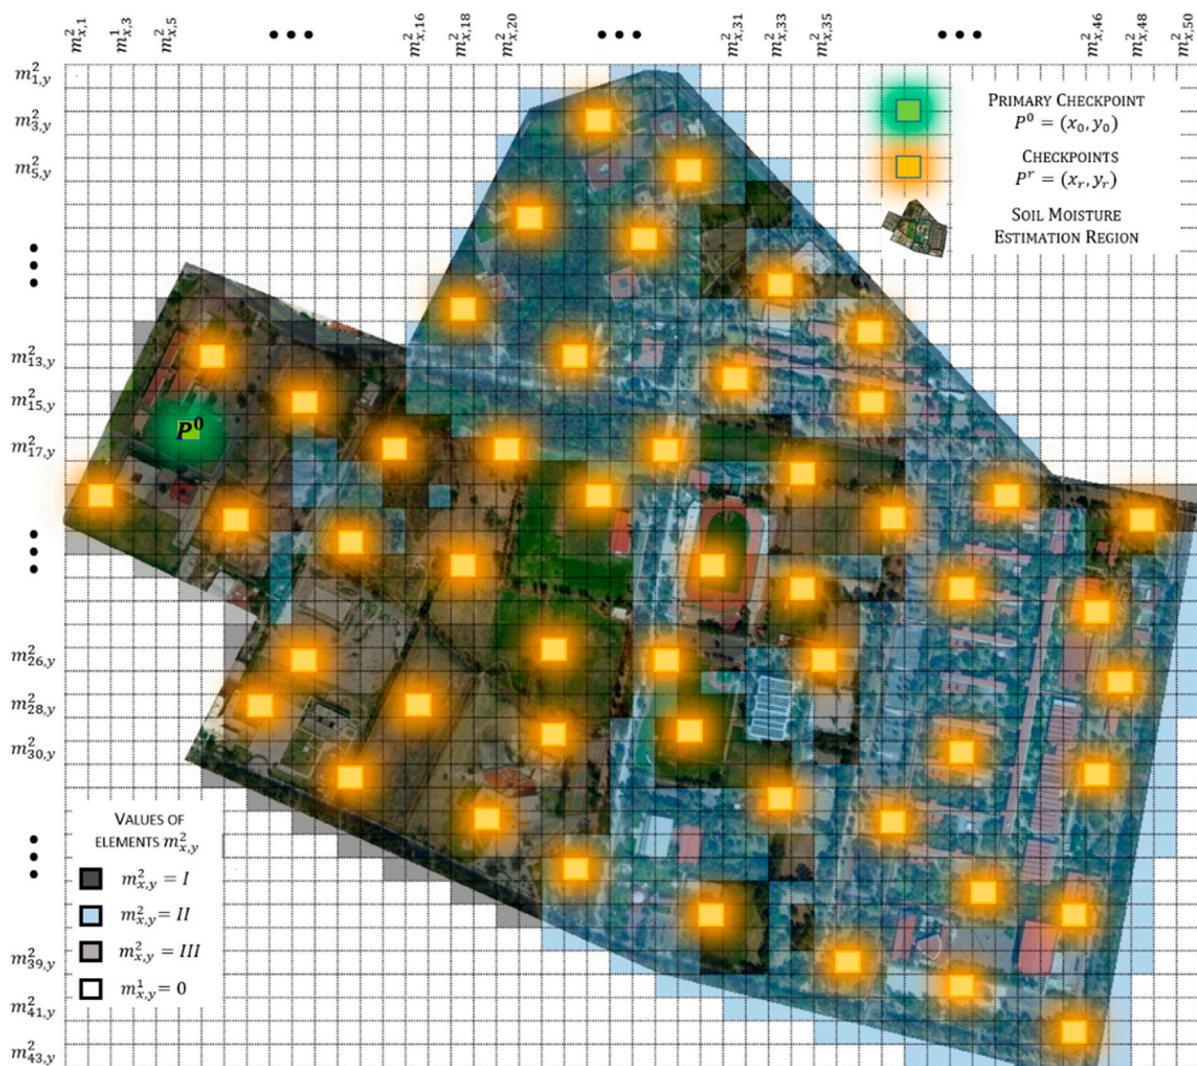 m²x,1
m¹x,3
m²x,5
• • •
m²x,16
m²x,18
m²x,20
• • •
m²x,31
m²x,33
m²x,35
• • •
m²x,46
m²x,48
m²x,50
m²1,y
m²3,y
m²5,y
• • •
m²13,y
m²15,y
m²17,y
• • •
m²26,y
m²28,y
m²30,y
• • •
m²39,y
m²41,y
m²43,y
PRIMARY CHECKPOINT
P⁰ = (x₀, y₀)
CHECKPOINTS
Pʳ = (xᵣ, yᵣ)
SOIL MOISTURE
ESTIMATION REGION
P⁰
VALUES OF
ELEMENTS m²x,y
m²x,y = I
m²x,y = II
m²x,y = III
m¹x,y = 0